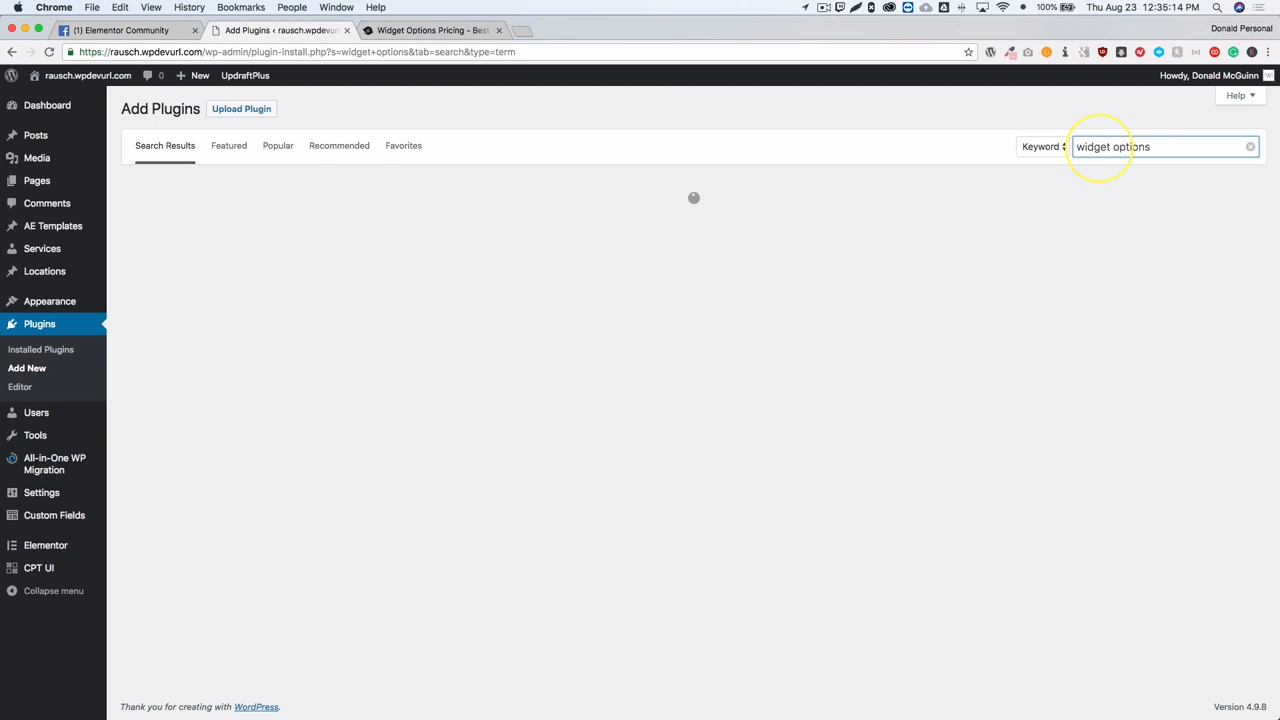 Chrome File Edit View History Bookmarks People Window Help 100% Thu Aug 23 12:35:14 PM
(1) Elementor Community Add Plugins ‹ rausch.wpdevurl Widget Options Pricing - Best Donald Personal
https://rausch.wpdevurl.com/wp-admin/plugin-install.php?s=widget+options&tab=search&type=term
rausch.wpdevurl.com 0 New UpdraftPlus Howdy, Donald McGuinn
Help
Add Plugins Upload Plugin
Search Results Featured Popular Recommended Favorites Keyword widget options
Dashboard
Posts
Media
Pages
Comments
AE Templates
Services
Locations
Appearance
Plugins
Installed Plugins
Add New
Editor
Users
Tools
All-in-One WP
Migration
Settings
Custom Fields
Elementor
CPT UI
Collapse menu
Thank you for creating with WordPress. Version 4.9.8